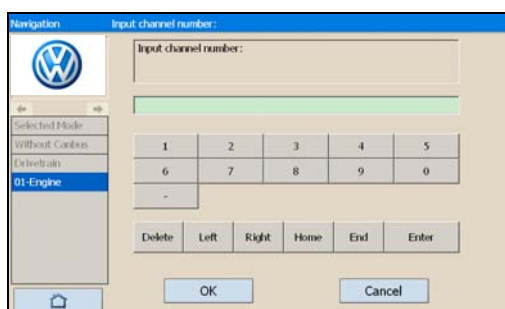 Navigation
Input channel number:
Input channel number:
Selected Mode
Without Canbus
Drivetrain
01-Engine
1 2 3 4 5
6 7 8 9 0
-
Delete Left Right Home End Enter
OK Cancel